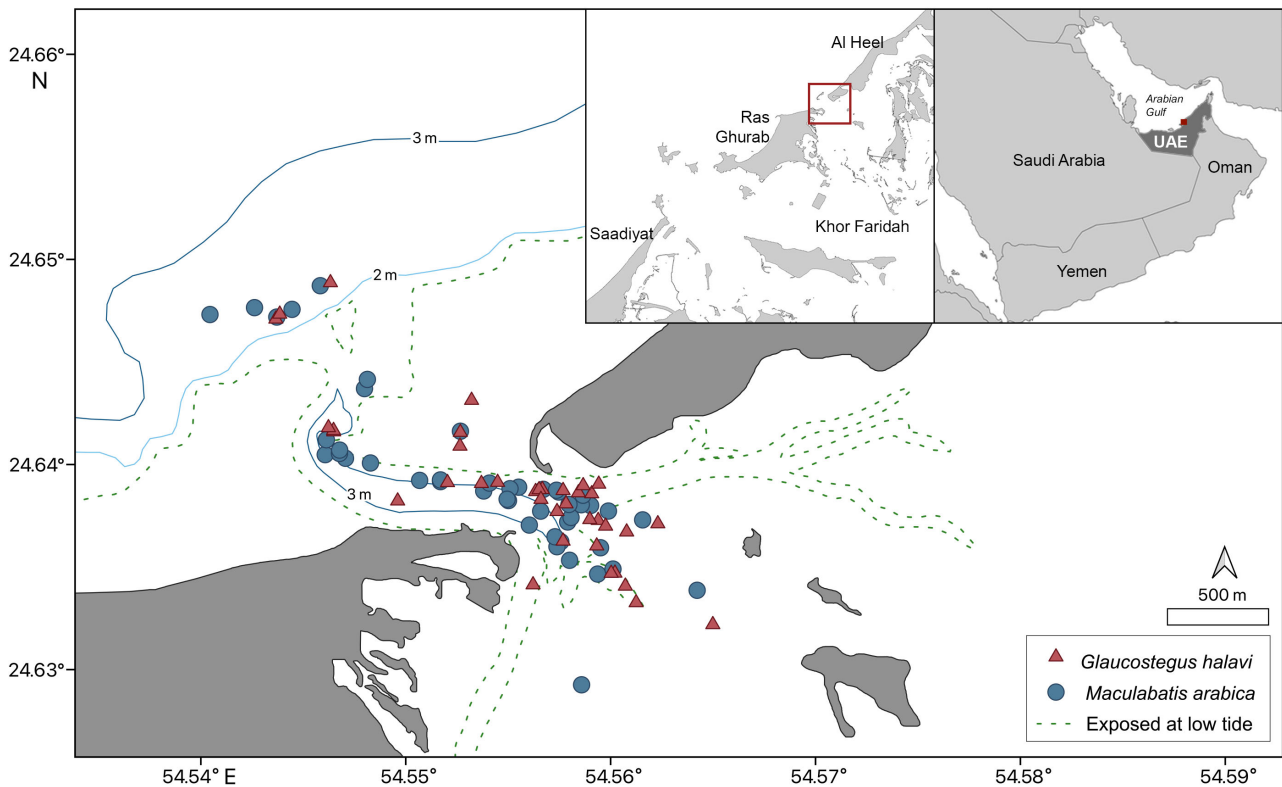 24.66°
N
24.65°
24.64°
24.63°
54.54° E
54.55°
54.56°
54.57°
54.58°
54.59°
3 m
2 m
3 m
Al Heel
Ras
Ghurab
Saadiyat
Khor Faridah
Arabian
Gulf
UAE
Saudi Arabia
Oman
Yemen
500 m
Glaucostegus halavi
Maculabatis arabica
Exposed at low tide